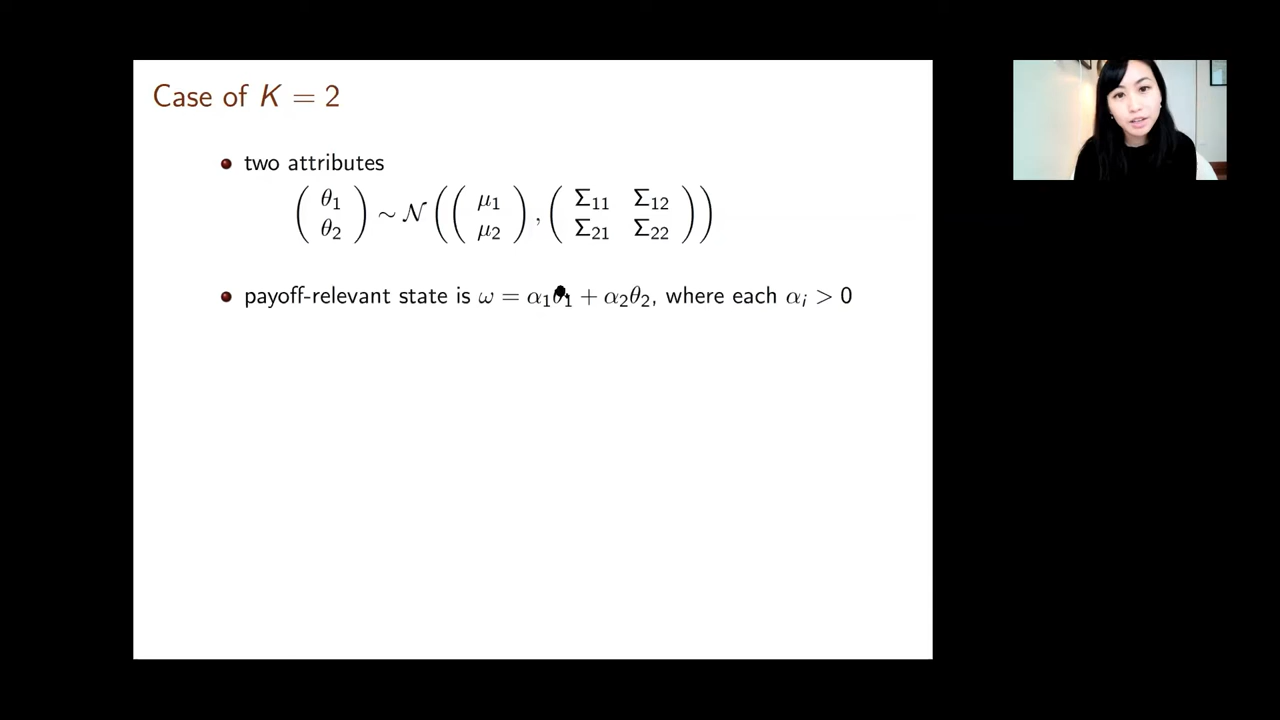 Case of K = 2
two attributes
( θ₁ θ₂ ) ∼ N ( ( μ₁ μ₂ ) , ( Σ₁₁ Σ₁₂ Σ₂₁ Σ₂₂ ) )
payoff-relevant state is ω = α₁θ₁ + α₂θ₂, where each αᵢ > 0